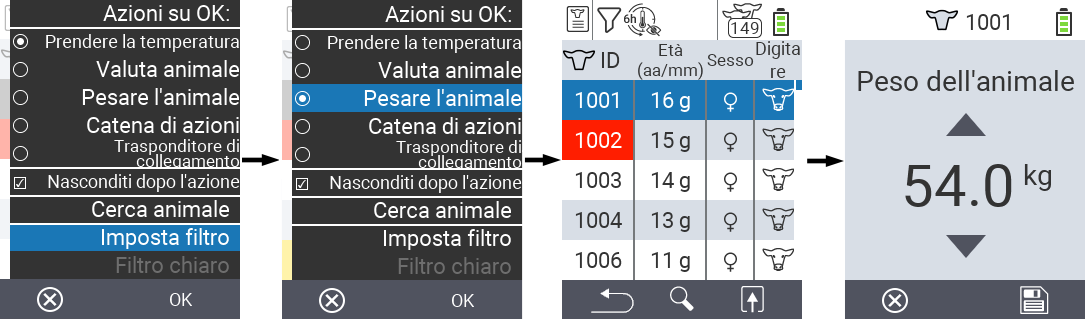 Azioni su OK:
Prendere la temperatura
Valuta animale
Pesare l'animale
Catena di azioni
Trasponditore di
collegamento
Nasconditi dopo l'azione
Cerca animale
Imposta filtro
Filtro chiaro
OK
Azioni su OK:
Prendere la temperatura
Valuta animale
Pesare l'animale
Catena di azioni
Trasponditore di
collegamento
Nasconditi dopo l'azione
Cerca animale
Imposta filtro
Filtro chiaro
OK
6h 149
ID Età (aa/mm) Sesso Digita re
1001 16 g ♀
1002 15 g ♀
1003 14 g ♀
1004 13 g ♀
1006 11 g ♀
1001
Peso dell'animale
54.0 kg